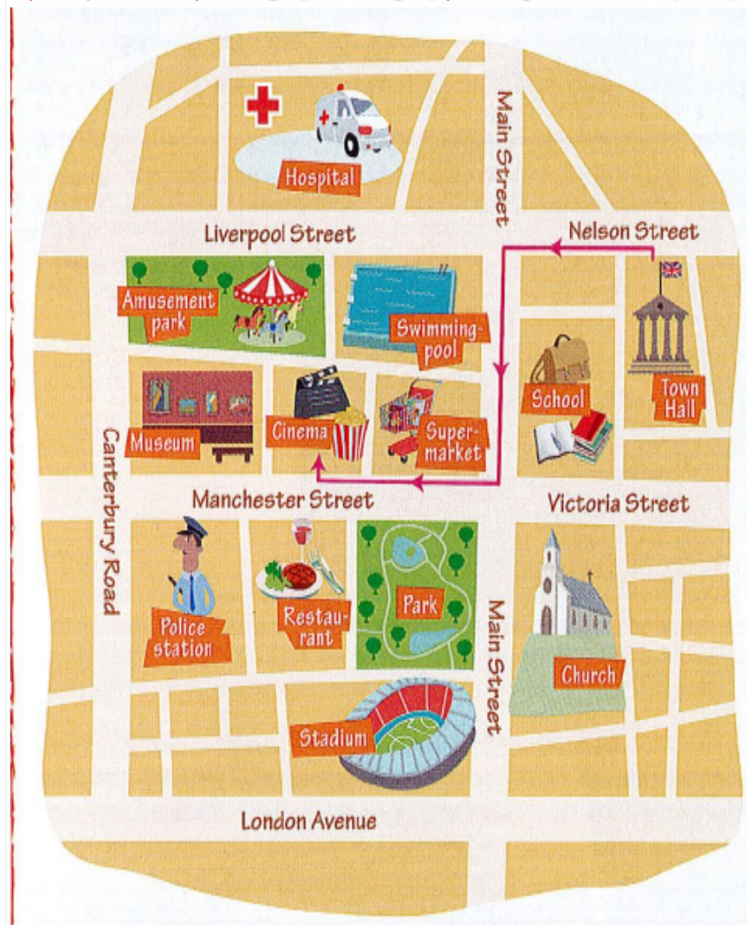 Main Street
Hospital
Liverpool Street
Nelson Street
Amusement
park
Swimming-
pool
School
Town
Hall
Museum
Cinema
Super-
market
Canterbury Road
Manchester Street
Victoria Street
Police
station
Restau-
rant
Park
Main Street
Church
Stadium
London Avenue